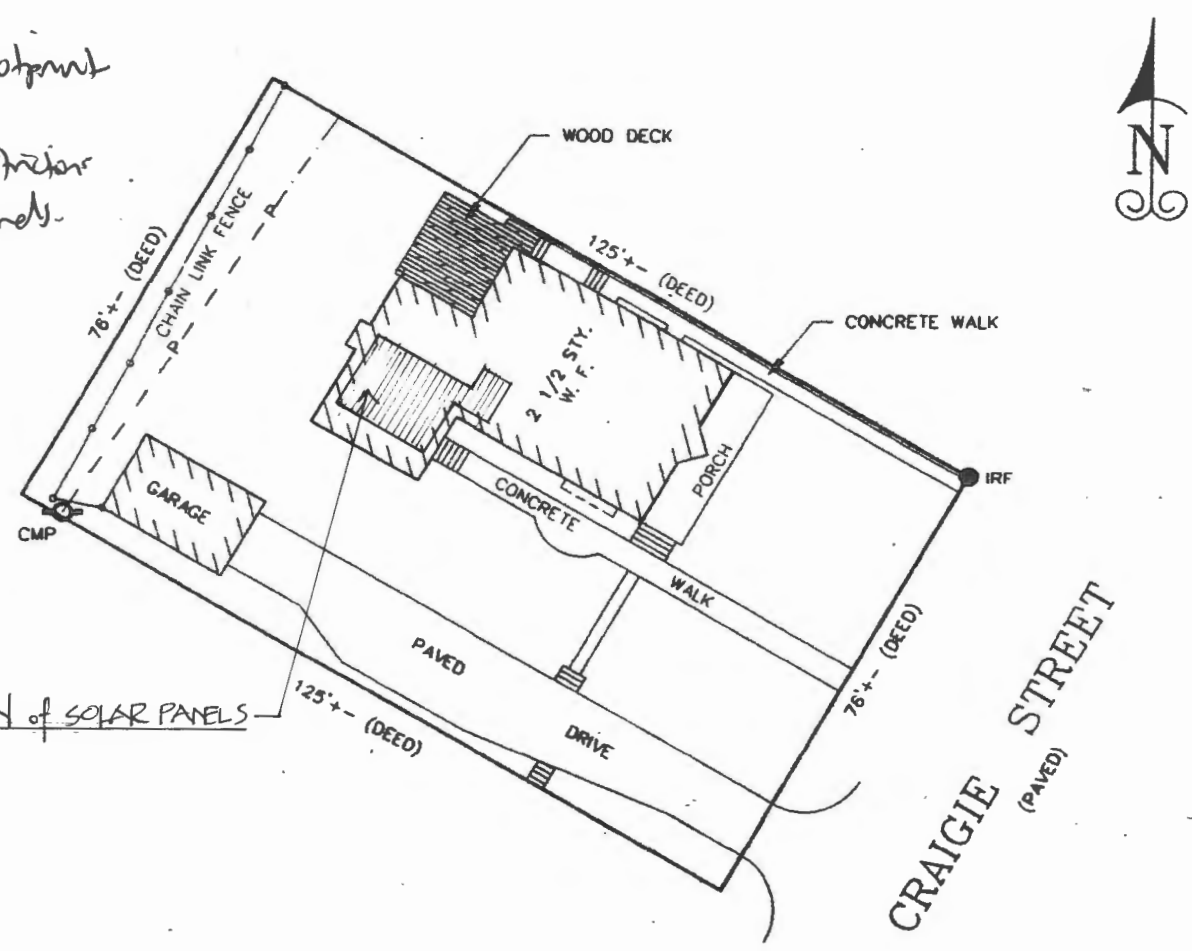 WOOD DECK
N
125'+- (DEED)
76'+- (DEED)
CHAIN LINK FENCE
P
P
CONCRETE WALK
2 1/2 STY.
W. F.
PORCH
IRF
GARAGE
CMP
CONCRETE
WALK
PAVED
DRIVE
of SOLAR PANELS
125'+- (DEED)
76'+- (DEED)
CRAIGIE STREET
(PAVED)